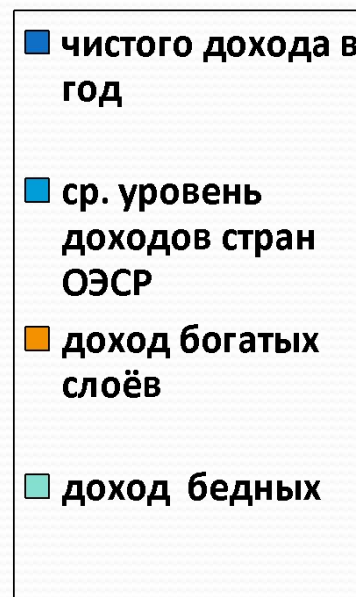 чистого дохода в
год
ср. уровень
доходов стран
ОЭСР
доход богатых
слоёв
доход бедных